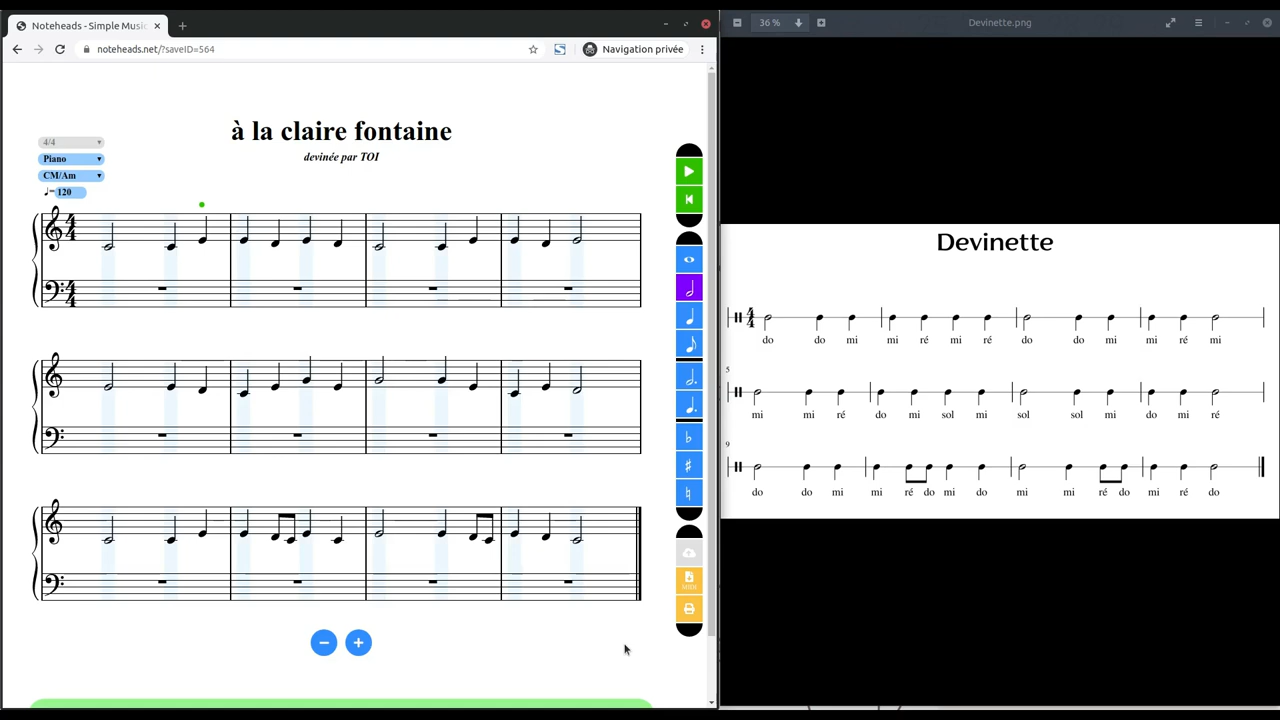 Noteheads - Simple Music
noteheads.net/?saveID=564
Navigation privée
à la claire fontaine
devinée par TOI
4/4
Piano
CM/Am
120
MIDI
36 %
Devinette.png
Devinette
do do mi mi ré mi ré do do mi mi ré mi
5
mi mi ré do mi sol mi sol sol mi do mi ré
9
do do mi mi ré do mi do mi mi ré do mi ré do